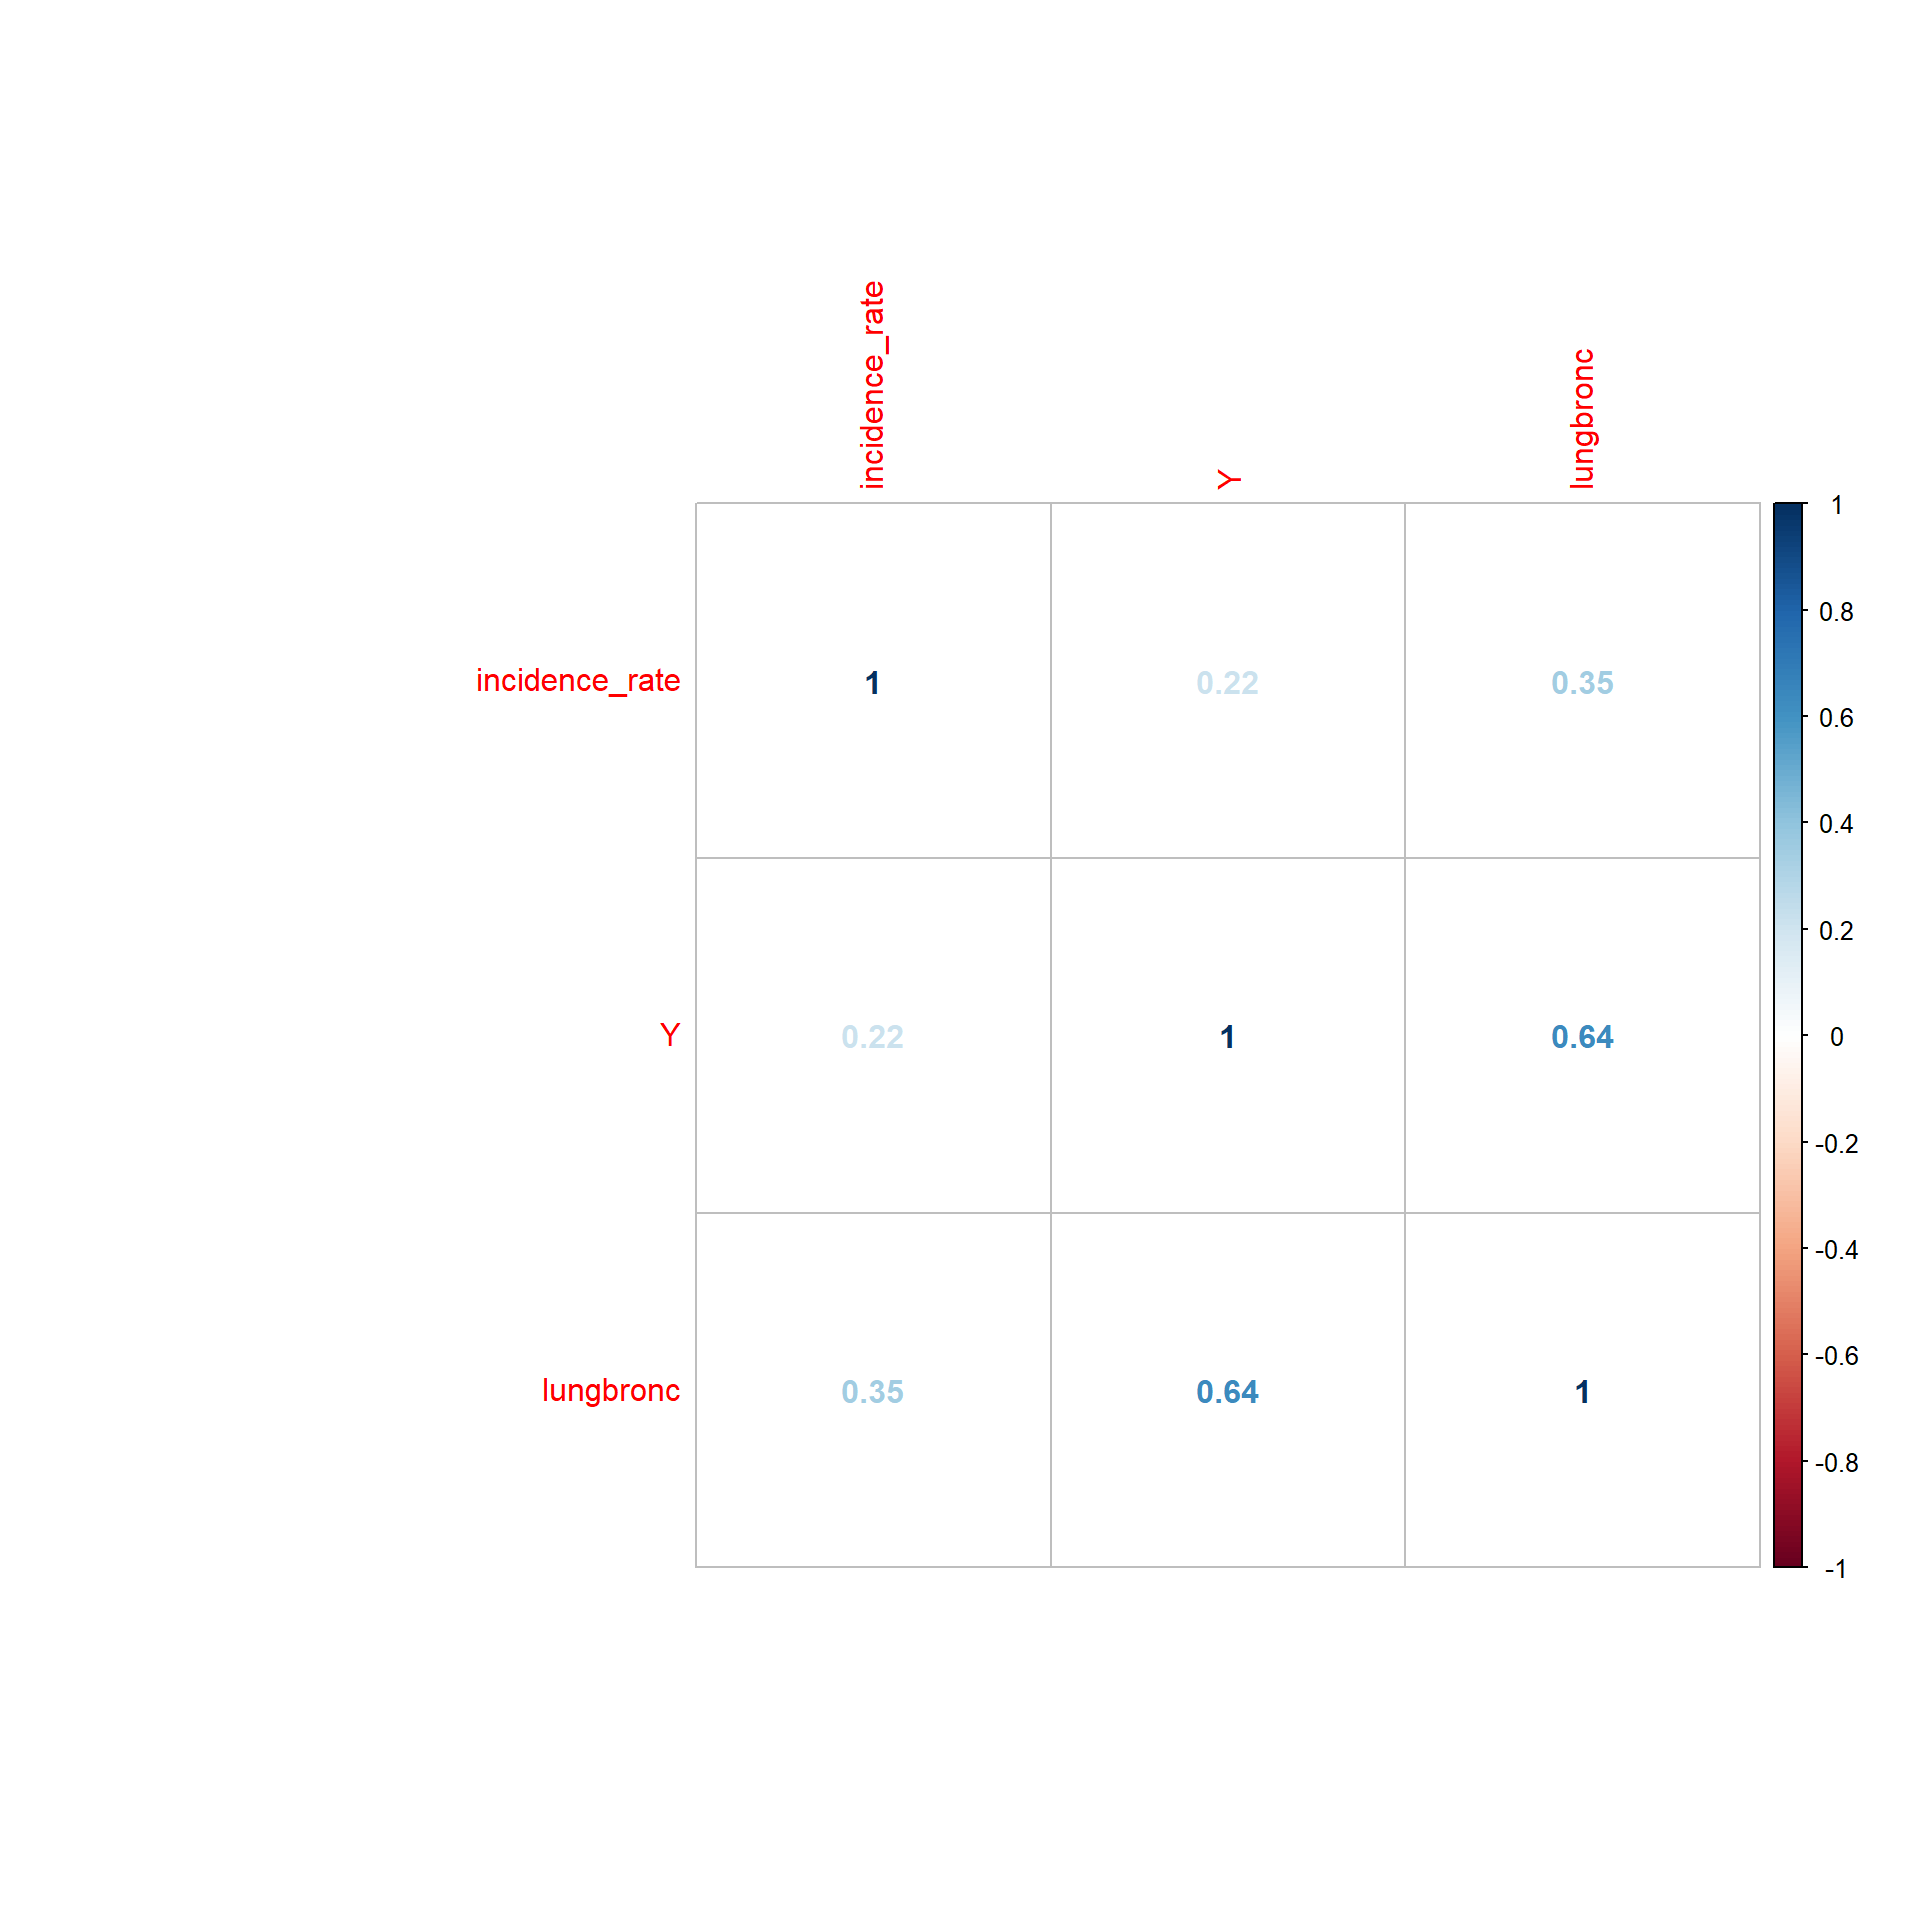 incidence_rate
Y
lungbronc
incidence_rate 1 0.22 0.35
Y 0.22 1 0.64
lungbronc 0.35 0.64 1
1
0.8
0.6
0.4
0.2
0
-0.2
-0.4
-0.6
-0.8
-1